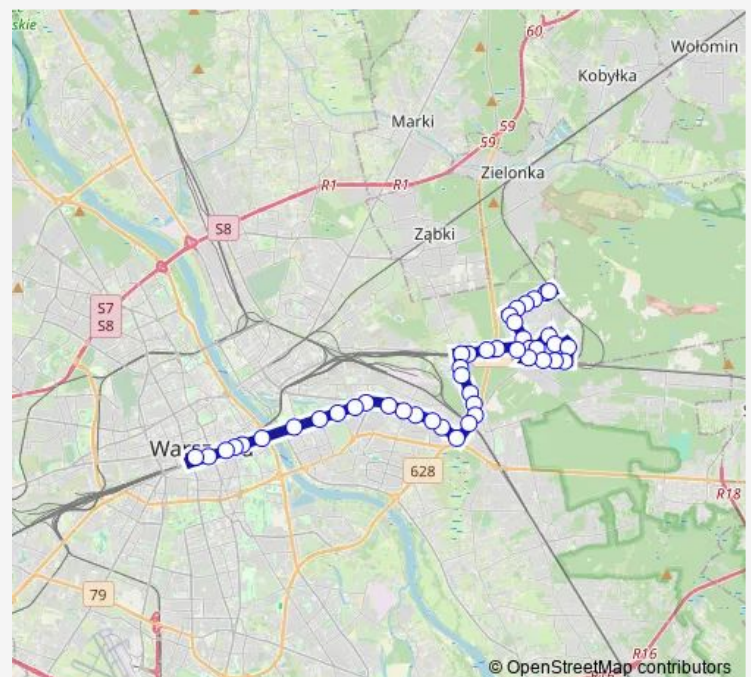 skie
60
Wołomin
Kobyłka
Marki
S9
S9
Zielonka
R1
R1
S8
Ząbki
S7
S8
628
R18
79
R16
R16
© OpenStreetMap contributors